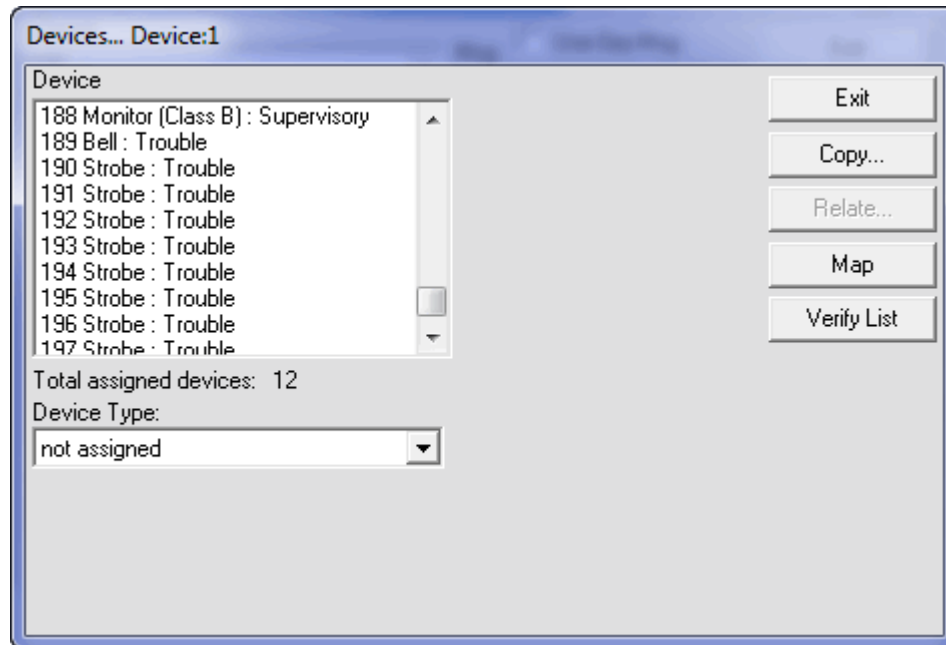 Devices... Device:1
Device
188 Monitor (Class B) : Supervisory
189 Bell : Trouble
190 Strobe : Trouble
191 Strobe : Trouble
192 Strobe : Trouble
193 Strobe : Trouble
194 Strobe : Trouble
195 Strobe : Trouble
196 Strobe : Trouble
197 Strobe : Trouble
Total assigned devices: 12
Device Type:
not assigned
Exit
Copy...
Relate...
Map
Verify List